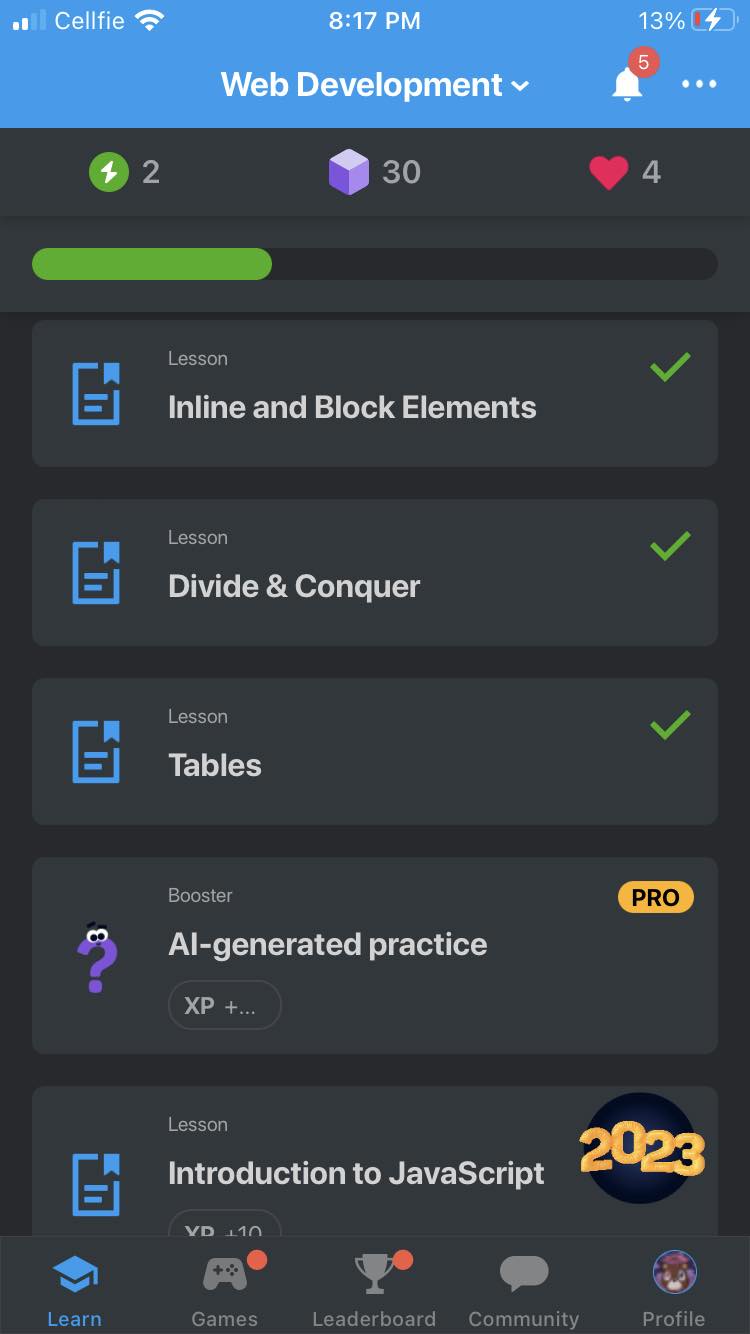 Cellfie 8:17 PM 13%
Web Development
5
2 30 4
Lesson
Inline and Block Elements
Lesson
Divide & Conquer
Lesson
Tables
Booster
PRO
AI-generated practice
XP +...
Lesson
2023
Introduction to JavaScript
XP +10
Learn Games Leaderboard Community Profile